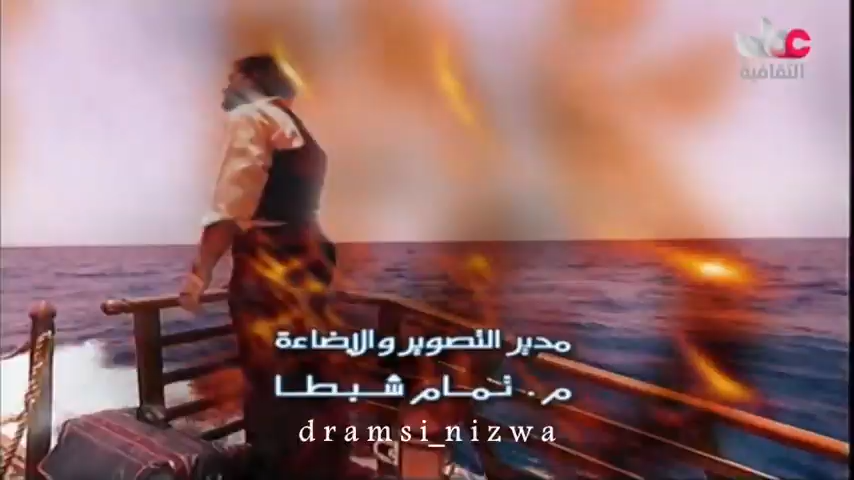 الثقافية
مدير التصوير والإضاءة
م. تمام شبطا
dramsi_nizwa